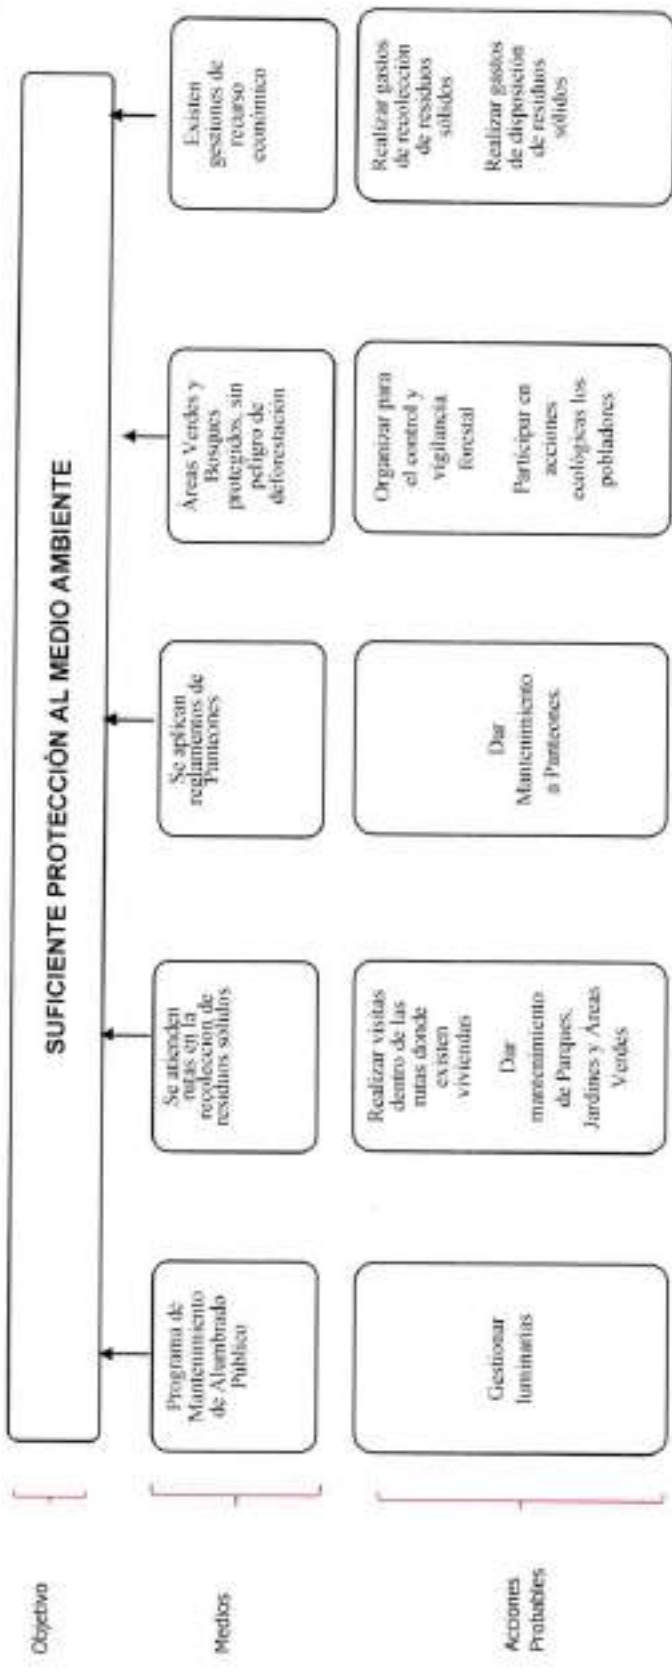 Objetivo
SUFICIENTE PROTECCIÓN AL MEDIO AMBIENTE
Medios
Programa de
Mantenimiento
de Alumbrado
Publico
Se atienden
rutas en la
recolección de
residuos sólidos
Se aplican
reglamentos de
Panteones
Areas Verdes y
Bosques
protegidos, sin
peligro de
deforestación
Existen
gestiones de
recurso
económico
Acciones
Probables
Gestionar
luminarias
Realizar visitas
dentro de las
rutas donde
existen
viviendas
Dar
mantenimiento
de Parques,
Jardines y Areas
Verdes
Dar
Mantenimiento
a Panteones.
Organizar para
el control y
vigilancia
forestal
Participar en
acciones
ecológicas los
pobladores
Realizar gastos
de recolección
de residuos
sólidos
Realizar gastos
de disposición
de residuos
sólidos